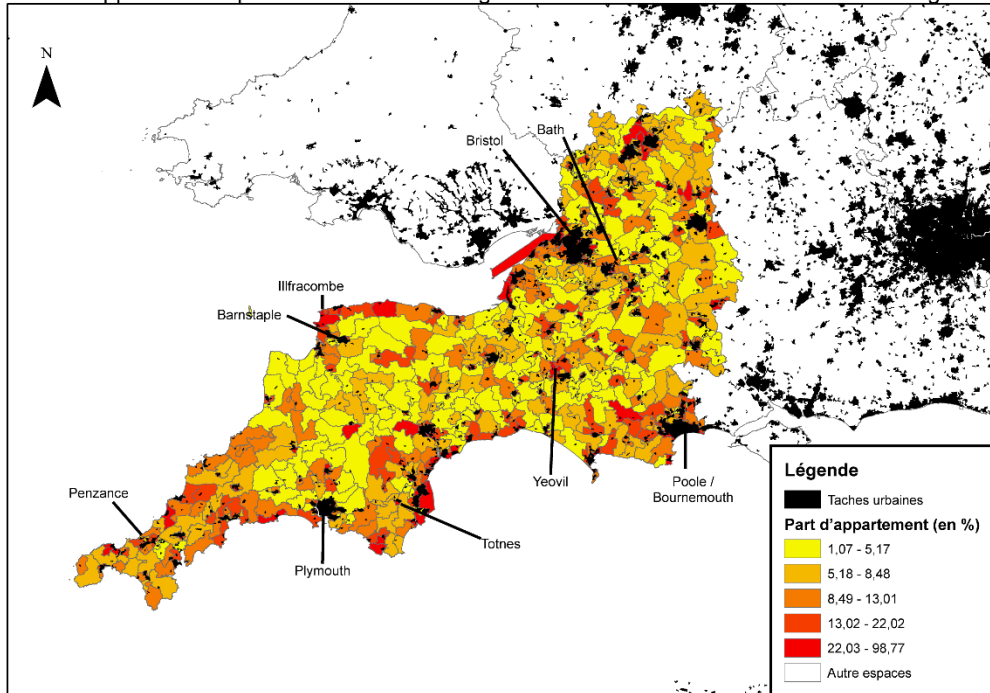 N
Bristol
Bath
Illfracombe
Barnstaple
Penzance
Plymouth
Totnes
Yeovil
Poole /
Bournemouth
Légende
Taches urbaines
Part d'appartement (en %)
1,07 - 5,17
5,18 - 8,48
8,49 - 13,01
13,02 - 22,02
22,03 - 98,77
Autre espaces